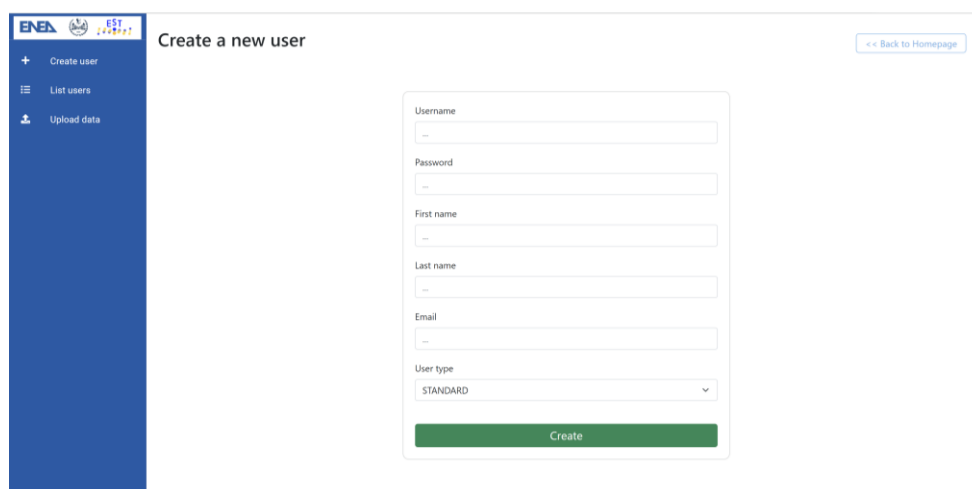 ENEA EST
Create a new user
<< Back to Homepage
Create user
List users
Upload data
Username
...
Password
...
First name
...
Last name
...
Email
...
User type
STANDARD
Create